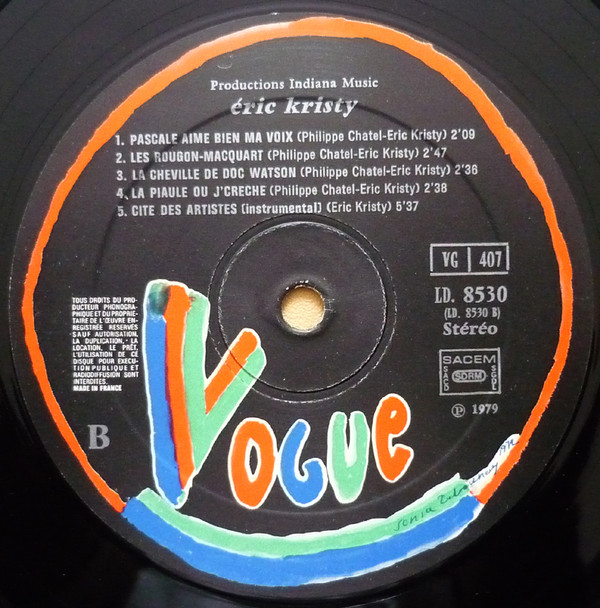 Productions Indiana Music
éric kristy
1. PASCALE AIME BIEN MA VOIX (Philippe Chatel-Eric Kristy) 2'09
2. LES ROUGON-MACQUART (Philippe Chatel-Eric Kristy) 2'47
3. LA CHEVILLE DE DOC WATSON (Philippe Chatel-Eric Kristy) 2'36
4. LA PIAULE OU J'CRECHE (Philippe Chatel-Eric Kristy) 2'38
5. CITE DES ARTISTES (instrumental) (Eric Kristy) 5'37
VG 407
LD. 8530
(LD. 8530 B)
Stéréo
SACEM
SACD
SDRM
SGDL
℗ 1979
TOUS DROITS DU PRO-
DUCTEUR PHONOGRA-
PHIQUE ET DU PROPRIE-
TAIRE DE L'ŒUVRE EN-
REGISTREE RESERVES
SAUF AUTORISATION,
LA DUPLICATION, LA
LOCATION, LE PRÊT,
L'UTILISATION DE CE
DISQUE POUR EXECU-
TION PUBLIQUE ET
RADIODIFFUSION SONT
INTERDITES.
MADE IN FRANCE
B
VOGUE
sonia delaunay